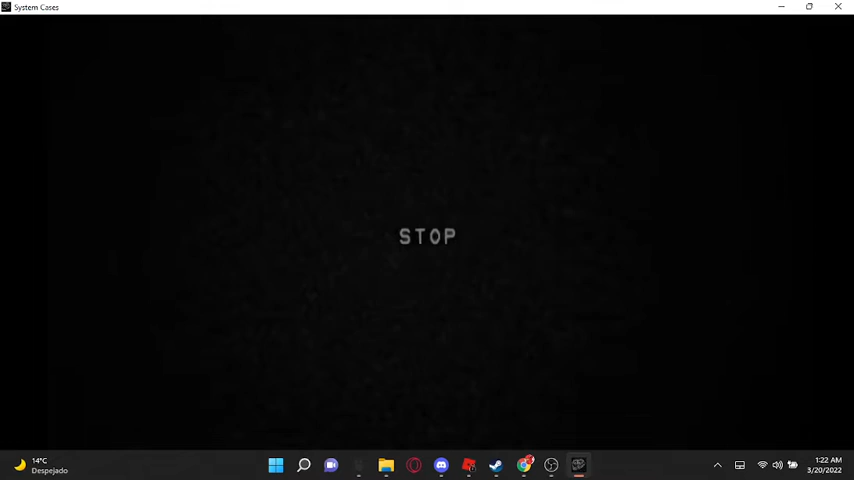 System Cases
STOP
14°C
Despejado
1:22 AM
3/20/2022